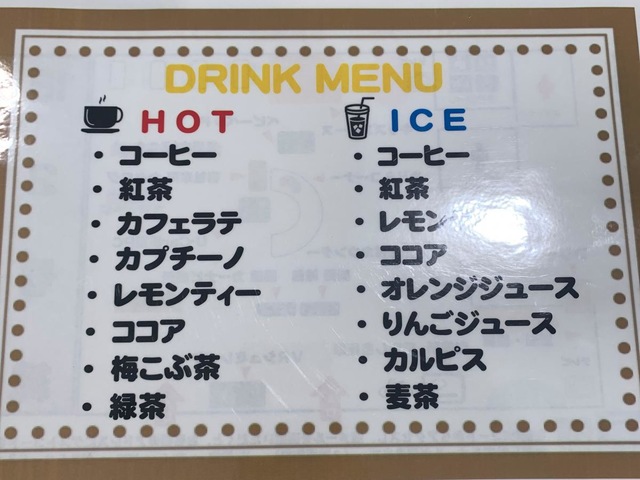 DRINK MENU
HOT
・コーヒー
・紅茶
・カフェラテ
・カプチーノ
・レモンティー
・ココア
・梅こぶ茶
・緑茶
ICE
・コーヒー
・紅茶
・レモン
・ココア
・オレンジジュース
・りんごジュース
・カルピス
・麦茶